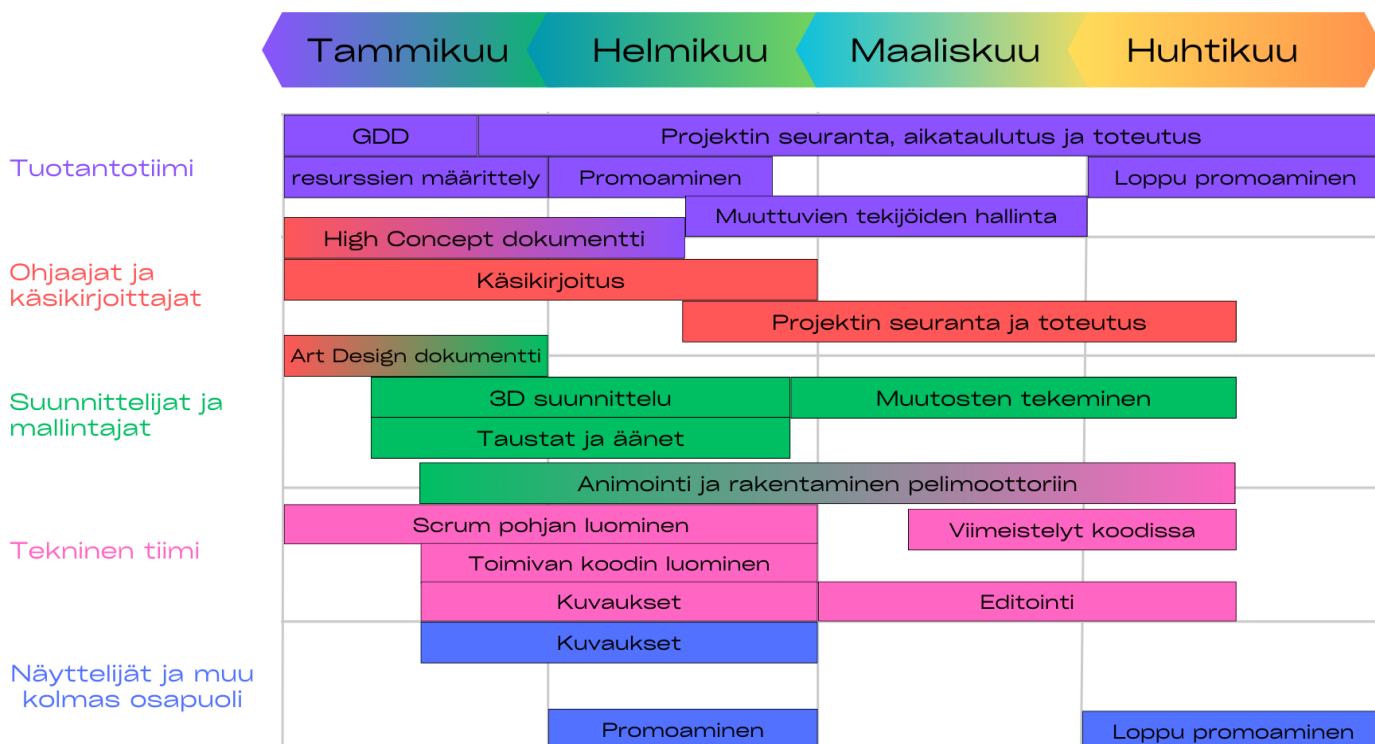 Tammikuu Helmikuu Maaliskuu Huhtikuu
GDD Projektin seuranta, aikataulutus ja toteutus
Tuotantotiimi
resurssien määrittely Promoaminen Loppu promoaminen
Muuttuvien tekijöiden hallinta
High Concept dokumentti
Ohjaajat ja
käsikirjoittajat
Käsikirjoitus
Projektin seuranta ja toteutus
Art Design dokumentti
Suunnittelijat ja
mallintajat
3D suunnittelu Muutosten tekeminen
Taustat ja äänet
Animointi ja rakentaminen pelimoottoriin
Tekninen tiimi
Scrum pohjan luominen Viimeistelyt koodissa
Toimivan koodin luominen
Kuvaukset Editointi
Näyttelijät ja muu
kolmas osapuoli
Kuvaukset
Promoaminen Loppu promoaminen